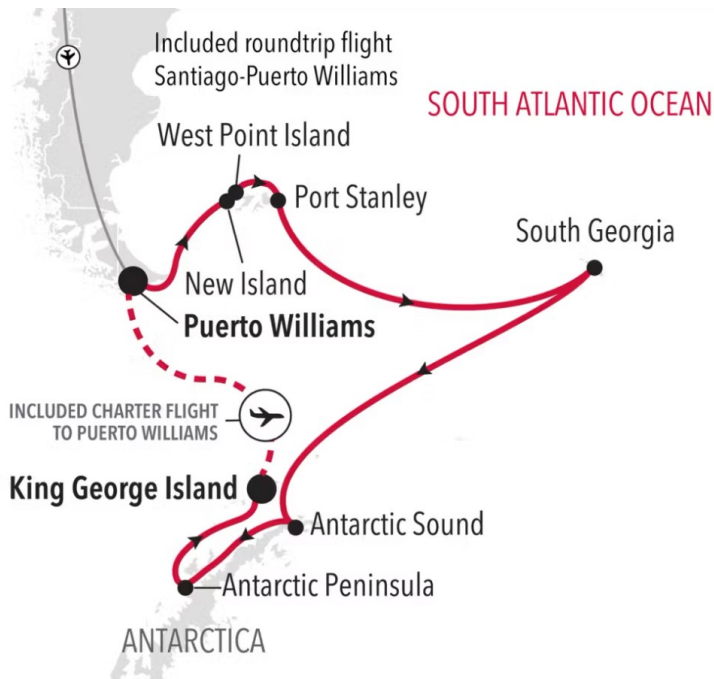 Included roundtrip flight
Santiago-Puerto Williams
SOUTH ATLANTIC OCEAN
West Point Island
Port Stanley
South Georgia
New Island
Puerto Williams
INCLUDED CHARTER FLIGHT
TO PUERTO WILLIAMS
King George Island
Antarctic Sound
Antarctic Peninsula
ANTARCTICA